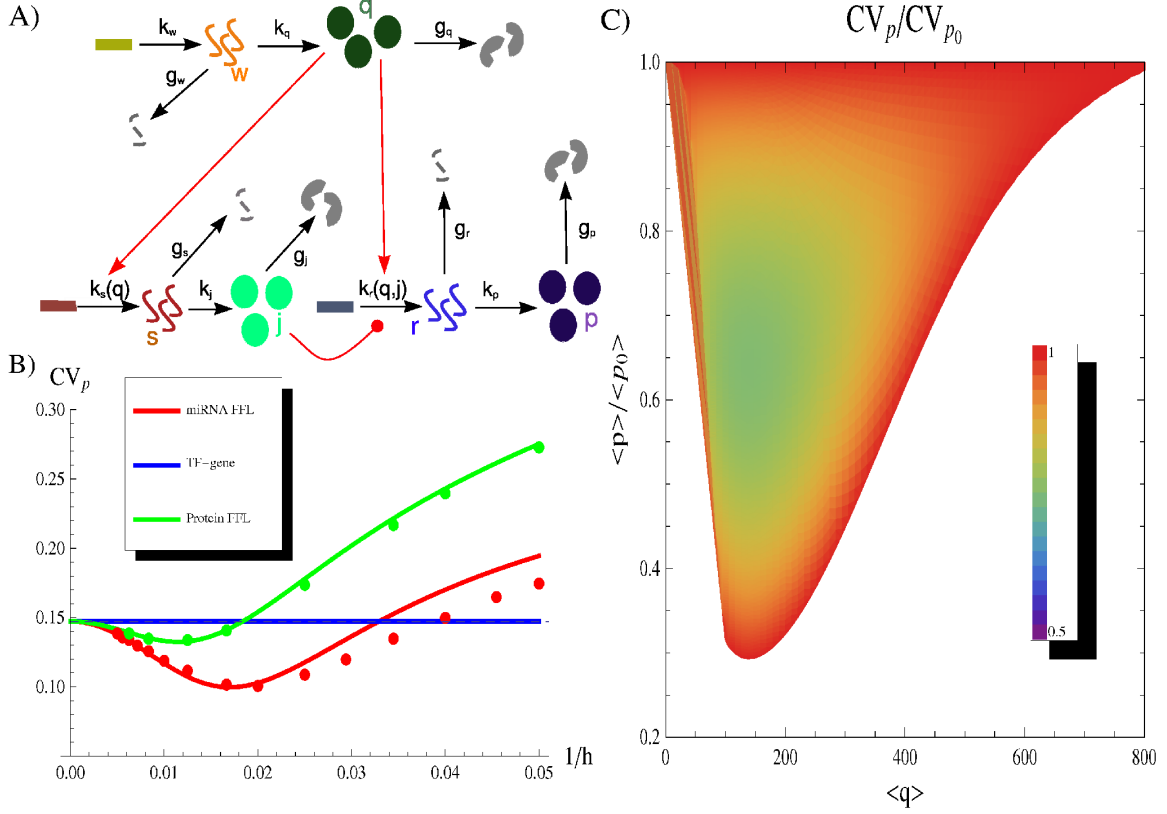 A)
k_w
k_q
q
g_q
w
g_w
g_s
g_j
g_r
g_p
k_s(q)
k_j
k_r(q,j)
k_p
s
j
r
p
B)
CV_p
0.30
0.25
0.20
0.15
0.10
miRNA FFL
TF-gene
Protein FFL
0.00
0.01
0.02
0.03
0.04
0.05
1/h
C)
CV_p/CV_{p_0}
1.0
0.8
0.6
0.4
0.2
<p>/<p_0>
0
200
400
600
800
<q>
1
0.5